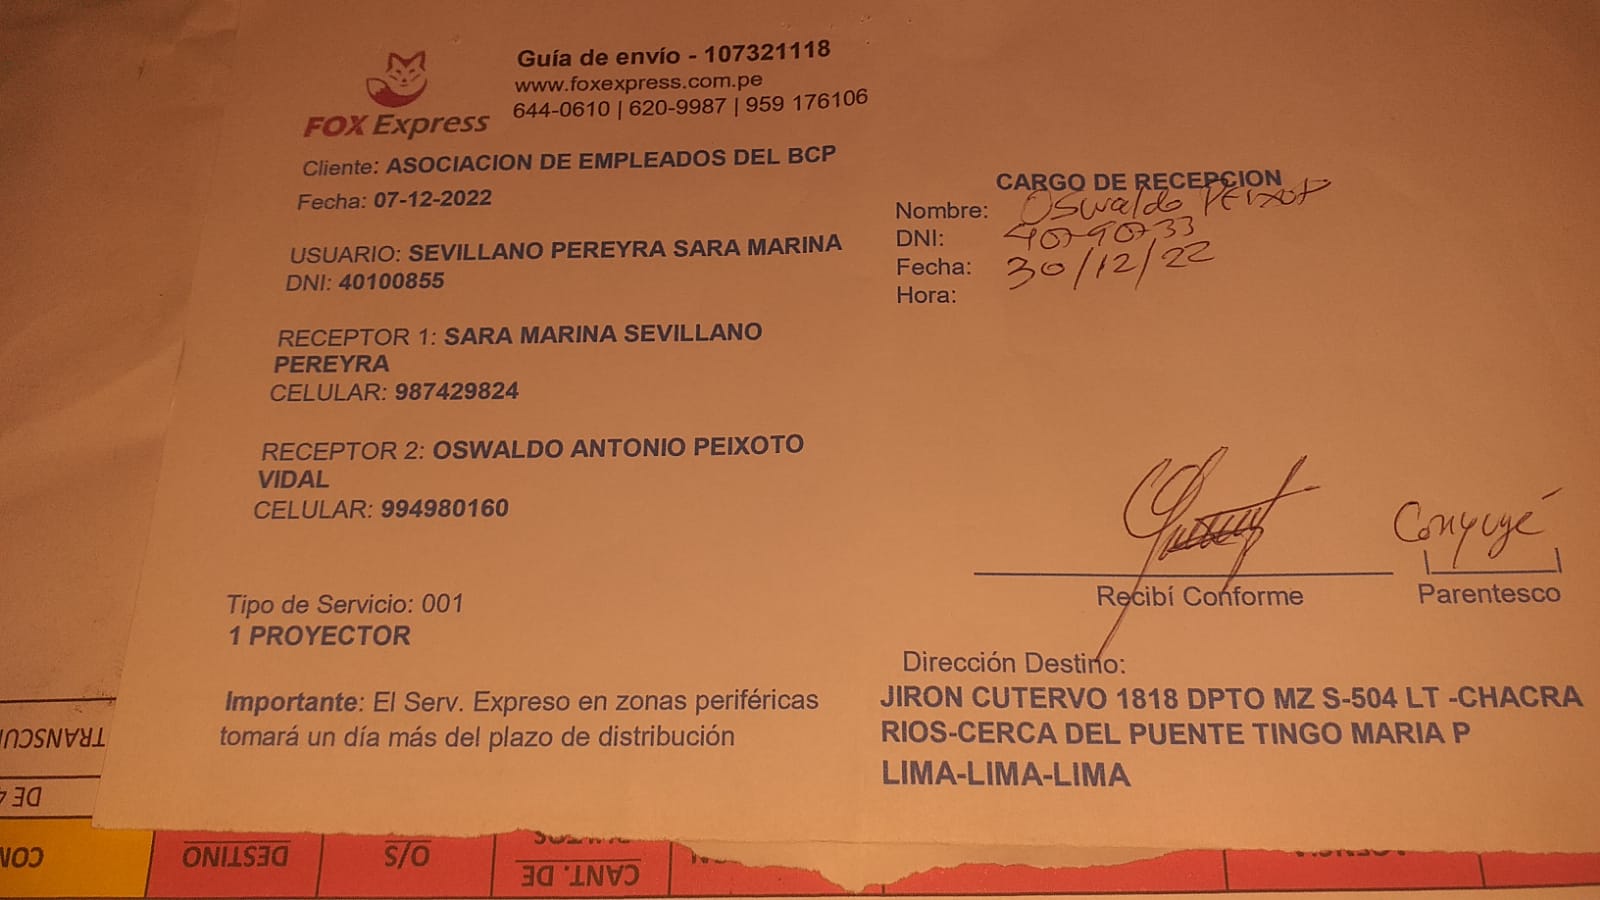 FOX Express
Guía de envío - 107321118
www.foxexpress.com.pe
644-0610 | 620-9987 | 959 176106
Cliente: ASOCIACION DE EMPLEADOS DEL BCP
Fecha: 07-12-2022
USUARIO: SEVILLANO PEREYRA SARA MARINA
DNI: 40100855
RECEPTOR 1: SARA MARINA SEVILLANO
PEREYRA
CELULAR: 987429824
RECEPTOR 2: OSWALDO ANTONIO PEIXOTO
VIDAL
CELULAR: 994980160
Tipo de Servicio: 001
1 PROYECTOR
Importante: El Serv. Expreso en zonas periféricas
tomará un día más del plazo de distribución
CARGO DE RECEPCION
Nombre: Oswaldo Peixoto
DNI:
Fecha: 30/12/22
Hora:
Conyugé
Recibí Conforme
Parentesco
Dirección Destino:
JIRON CUTERVO 1818 DPTO MZ S-504 LT -CHACRA
RIOS-CERCA DEL PUENTE TINGO MARIA P
LIMA-LIMA-LIMA
DE
DESTINO
O/S
CANT. DE